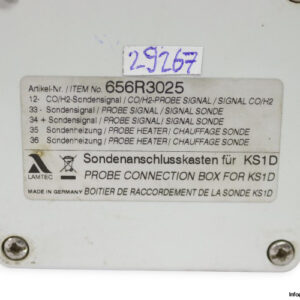 29267
Artikel-Nr. / ITEM No 656R3025
12- CO/H2-Sondensignal / CO/H2-PROBE SIGNAL / SIGNAL CO/H2
33 - Sondensignal / PROBE SIGNAL / SIGNAL SONDE
34 + Sondensignal / PROBE SIGNAL / SIGNAL SONDE
35 Sondenheizung / PROBE HEATER / CHAUFFAGE SONDE
36 Sondenheizung / PROBE HEATER / CHAUFFAGE SONDE
LAMTEC
Sondenanschlusskasten für KS1D
PROBE CONNECTION BOX FOR KS1D
MADE IN GERMANY BOITIER DE RACCORDEMENT DE LA SONDE KS1D